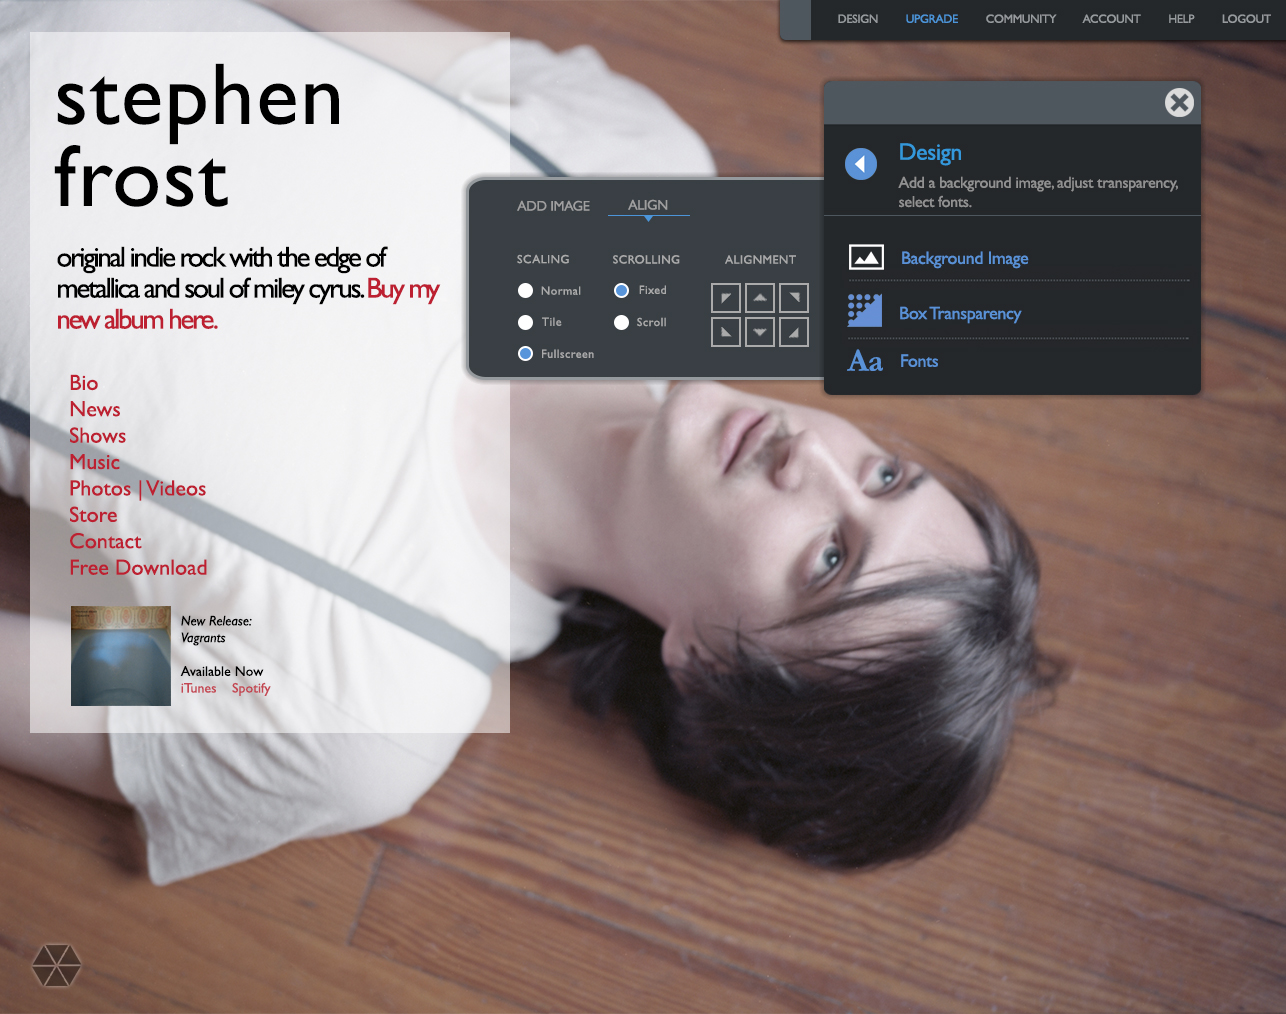 DESIGN UPGRADE COMMUNITY ACCOUNT HELP LOGOUT
stephen
frost
original indie rock with the edge of
metallica and soul of miley cyrus. Buy my
new album here.
Bio
News
Shows
Music
Photos | Videos
Store
Contact
Free Download
New Release:
Vagrants
Available Now
iTunes Spotify
ADD IMAGE ALIGN
SCALING SCROLLING ALIGNMENT
Normal Fixed
Tile Scroll
Fullscreen
Design
Add a background image, adjust transparency,
select fonts.
Background Image
Box Transparency
Aa Fonts